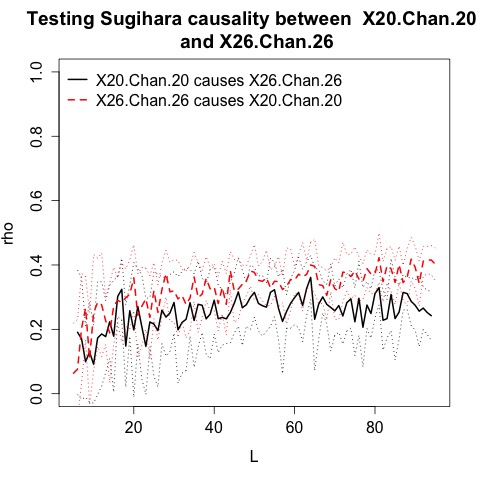 Testing Sugihara causality between  X20.Chan.20
and X26.Chan.26
X20.Chan.20 causes X26.Chan.26
X26.Chan.26 causes X20.Chan.20
rho
1.0
0.8
0.6
0.4
0.2
0.0
20 40 60 80
L